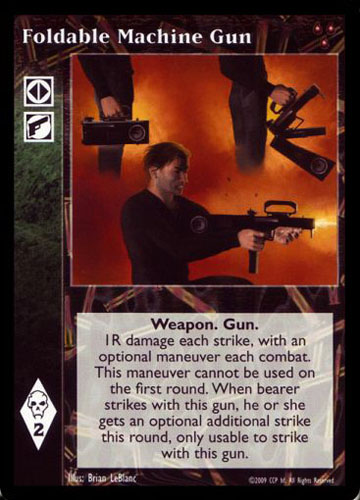 Foldable Machine Gun
Weapon. Gun.
1R damage each strike, with an
optional maneuver each combat.
This maneuver cannot be used on
the first round. When bearer
strikes with this gun, he or she
gets an optional additional strike
this round, only usable to strike
with this gun.
2
Illus: Brian LeBlanc
©2009 CCP hf. All Rights Reserved